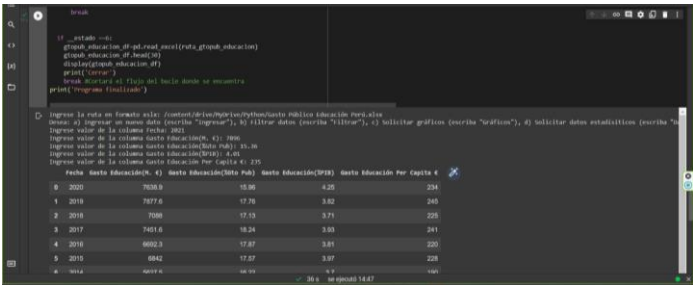 break
if __estado ==6:
gtopub_educacion_df=pd.read_excel(ruta_gtopub_educacion)
gtopub_educacion_df.head(30)
display(gtopub_educacion_df)
print('Cerrar')
break #Cortará el flujo del bucle donde se encuentra
print('Programa finalizado')
Ingrese la ruta en formato xslx: /content/drive/MyDrive/Python/Gasto Público Educación Perú.xlsx
Desea: a) Ingresar un nuevo dato (escriba "Ingresar"), b) Filtrar datos (escriba "Filtrar"), c) Solicitar gráficos (escriba "Gráficos"), d) Solicitar datos estadísiticos (escriba
Ingrese valor de la columna Fecha: 2021
Ingrese valor de la columna Gasto Educación(M. €): 7896
Ingrese valor de la columna Gasto Educación(%Gto Pub): 15.36
Ingrese valor de la columna Gasto Educación(%PIB): 4.01
Ingrese valor de la columna Gasto Educación Per Capita €: 235
Fecha Gasto Educación(M. €) Gasto Educación(%Gto Pub) Gasto Educación(%PIB) Gasto Educación Per Capita €
0 2020 7638.9 15.96 4.25 234
1 2019 7877.6 17.76 3.82 245
2 2018 7086 17.13 3.71 225
3 2017 7451.6 18.24 3.93 241
4 2016 6692.3 17.87 3.81 220
5 2015 6842 17.57 3.97 228
2014
36 s se ejecutó 14:47